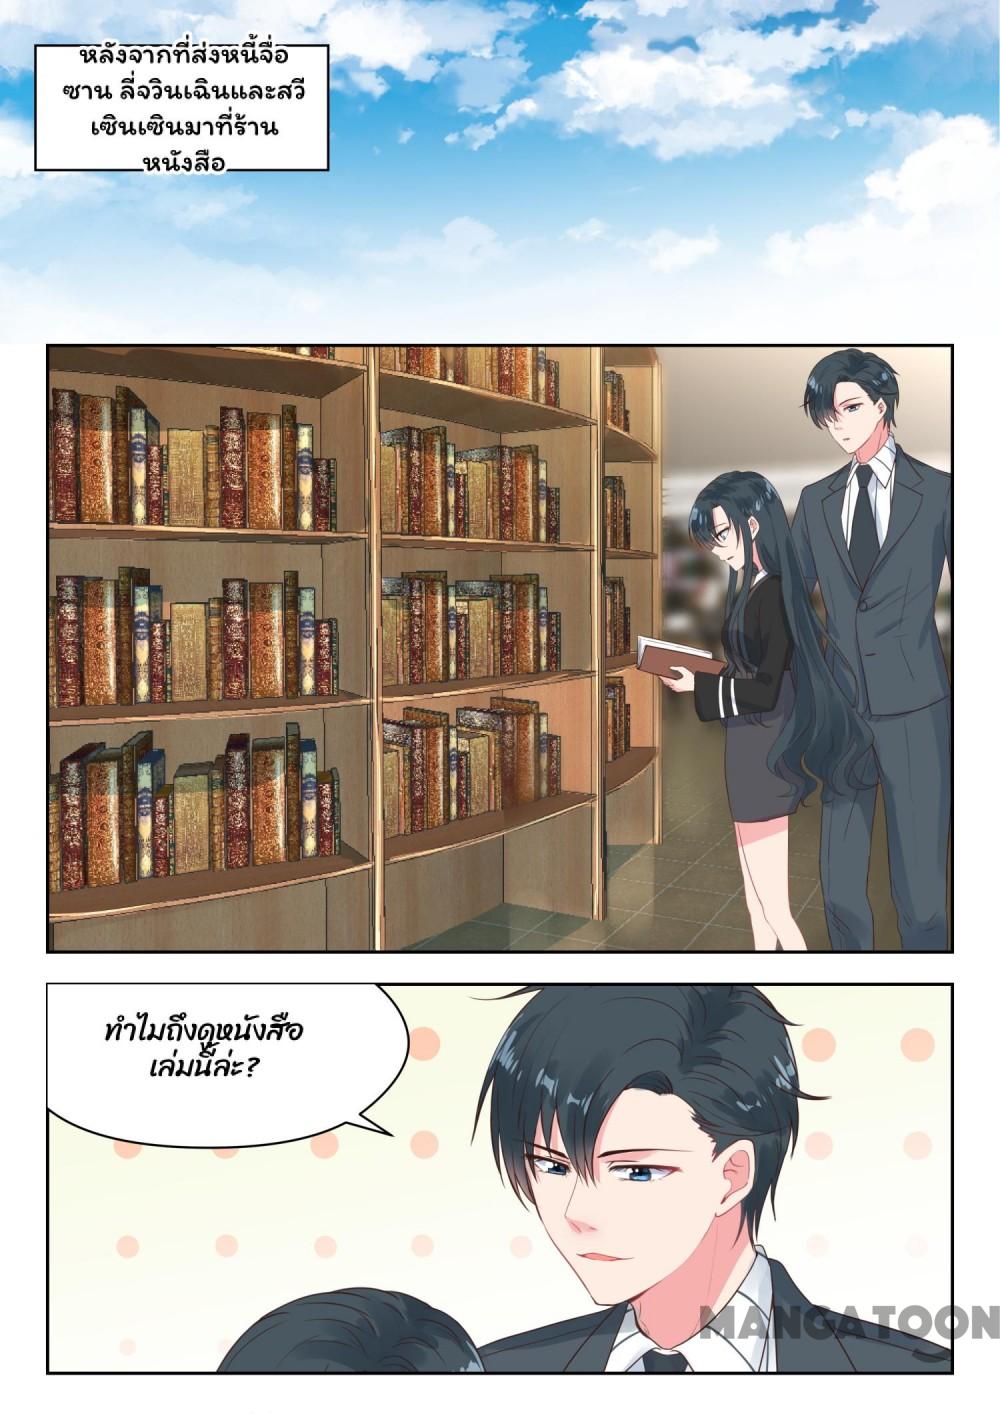 หลังจากที่ส่งหนี้จื่อ
ซาน ลี่จวินเฉินและสวี
เซินเซินมาที่ร้าน
หนังสือ
ทำไมถึงดูหนังสือ
เล่มนี้ล่ะ?
MANGATOON